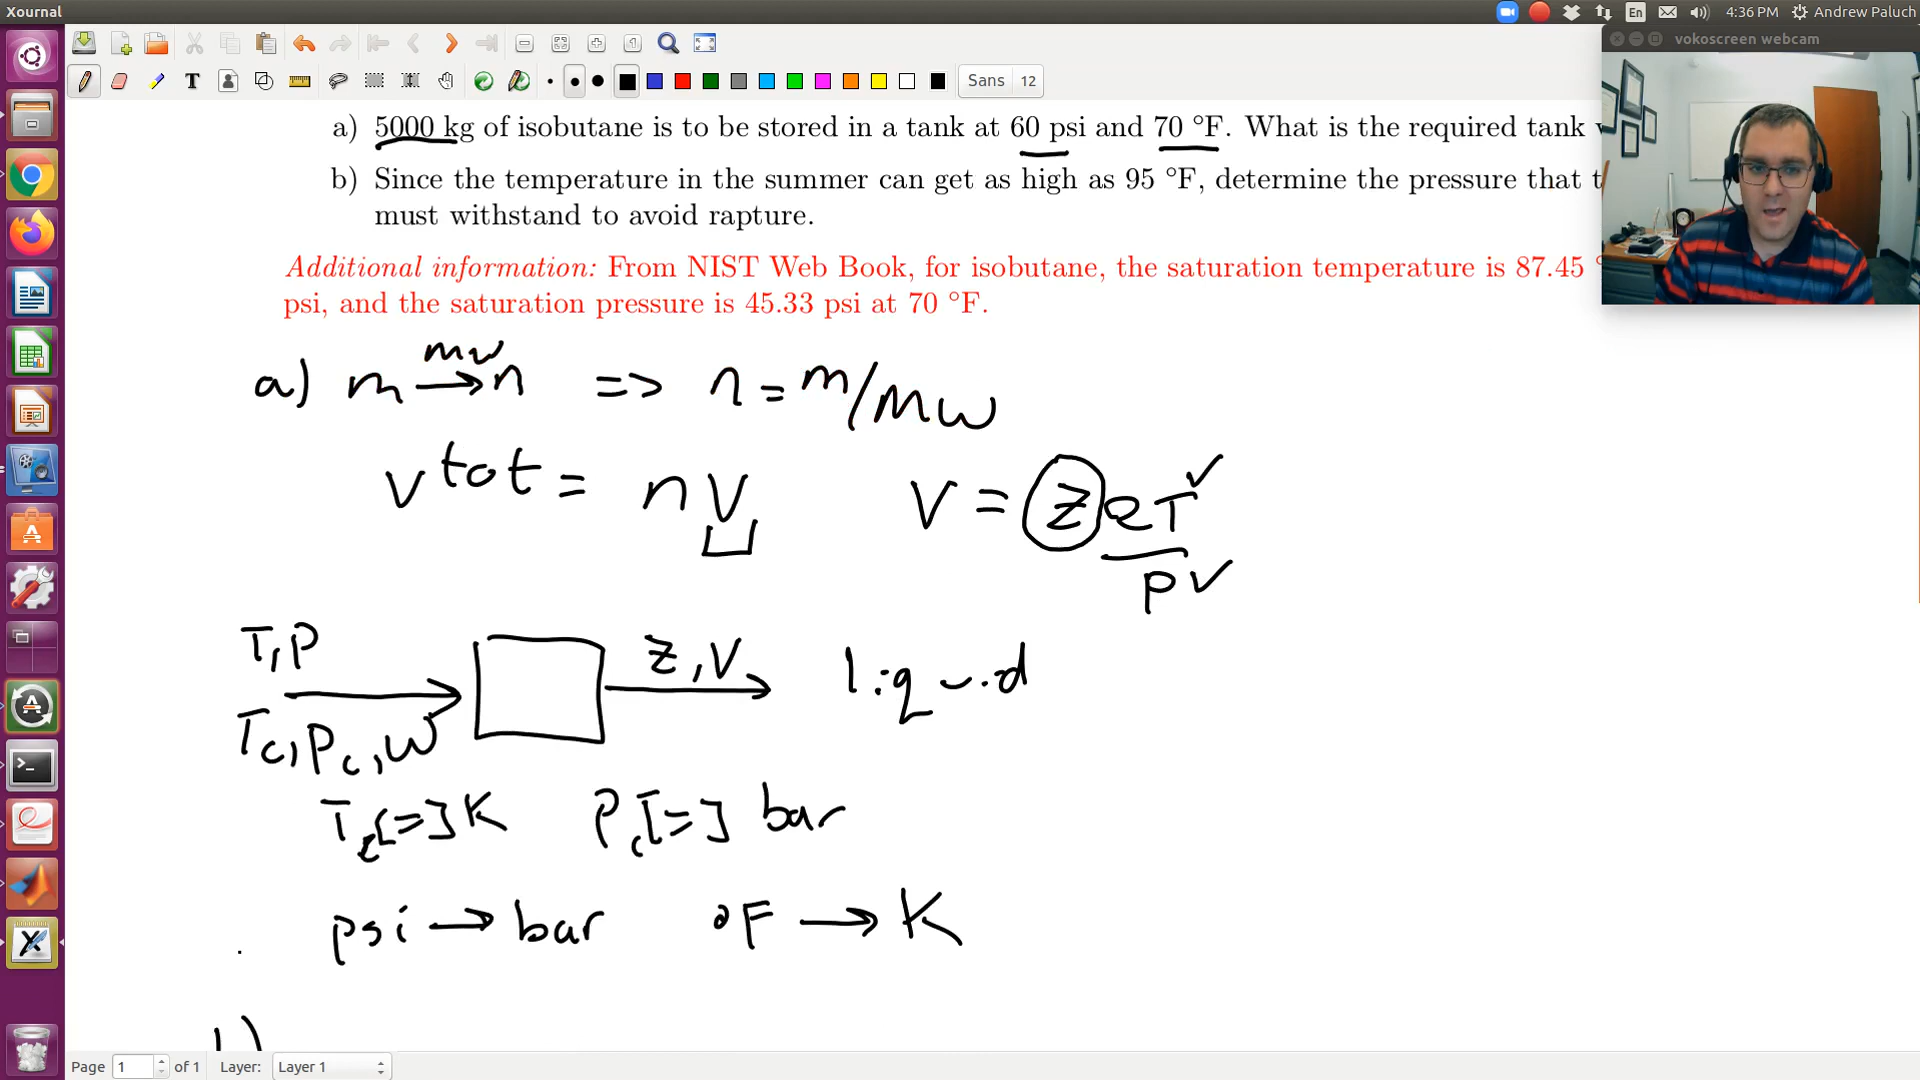 Xournal
En
4:36 PM
Andrew Paluch
vokoscreen webcam
Sans 12
a) 5000 kg of isobutane is to be stored in a tank at 60 psi and 70 °F. What is the required tank
b) Since the temperature in the summer can get as high as 95 °F, determine the pressure that
must withstand to avoid rapture.
Additional information: From NIST Web Book, for isobutane, the saturation temperature is 87.45
psi, and the saturation pressure is 45.33 psi at 70 °F.
a) m →MW n => n = m/MW
V^tot = n V V = Z R T ✓
P ✓
T, P Z, V liquid
Tc, Pc, ω
Tc [=] K Pc [=] bar
psi → bar °F → K
Page 1 of 1 Layer: Layer 1